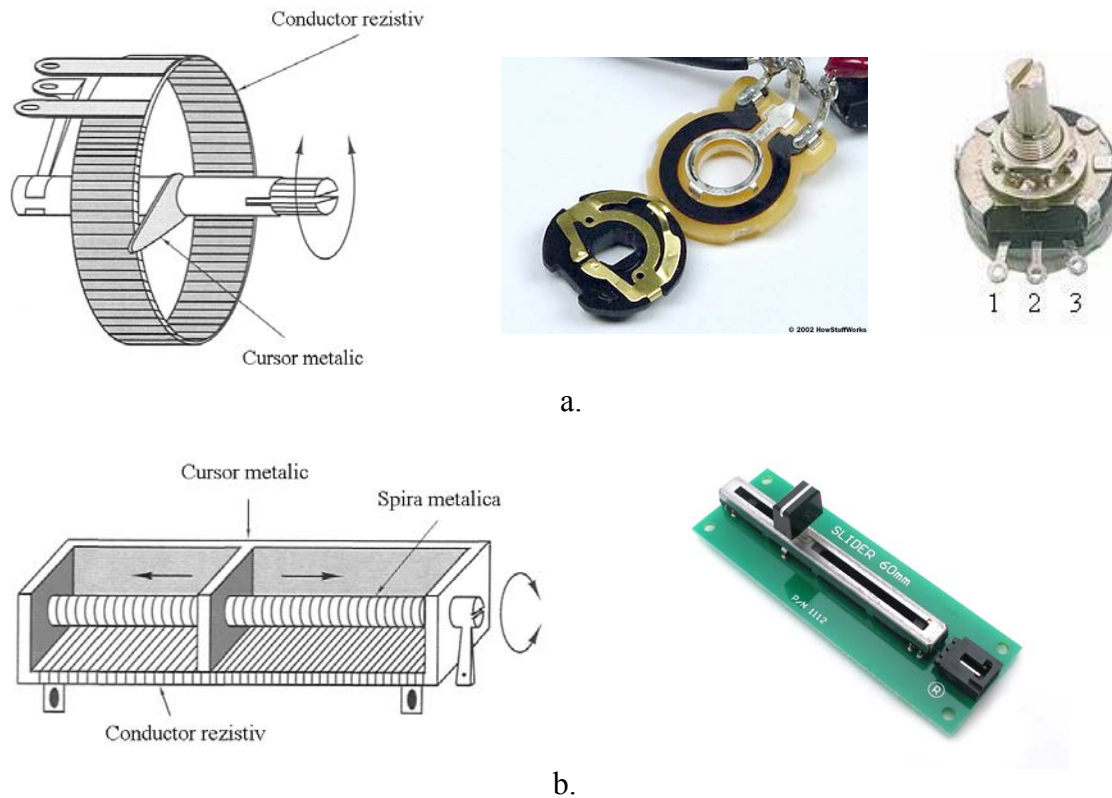 Conductor rezistiv
Cursor metalic
© 2002 HowStuffWorks
1 2 3
a.
Cursor metalic
Spira metalica
Conductor rezistiv
SLIDER 60mm
P/N 1112
®
b.